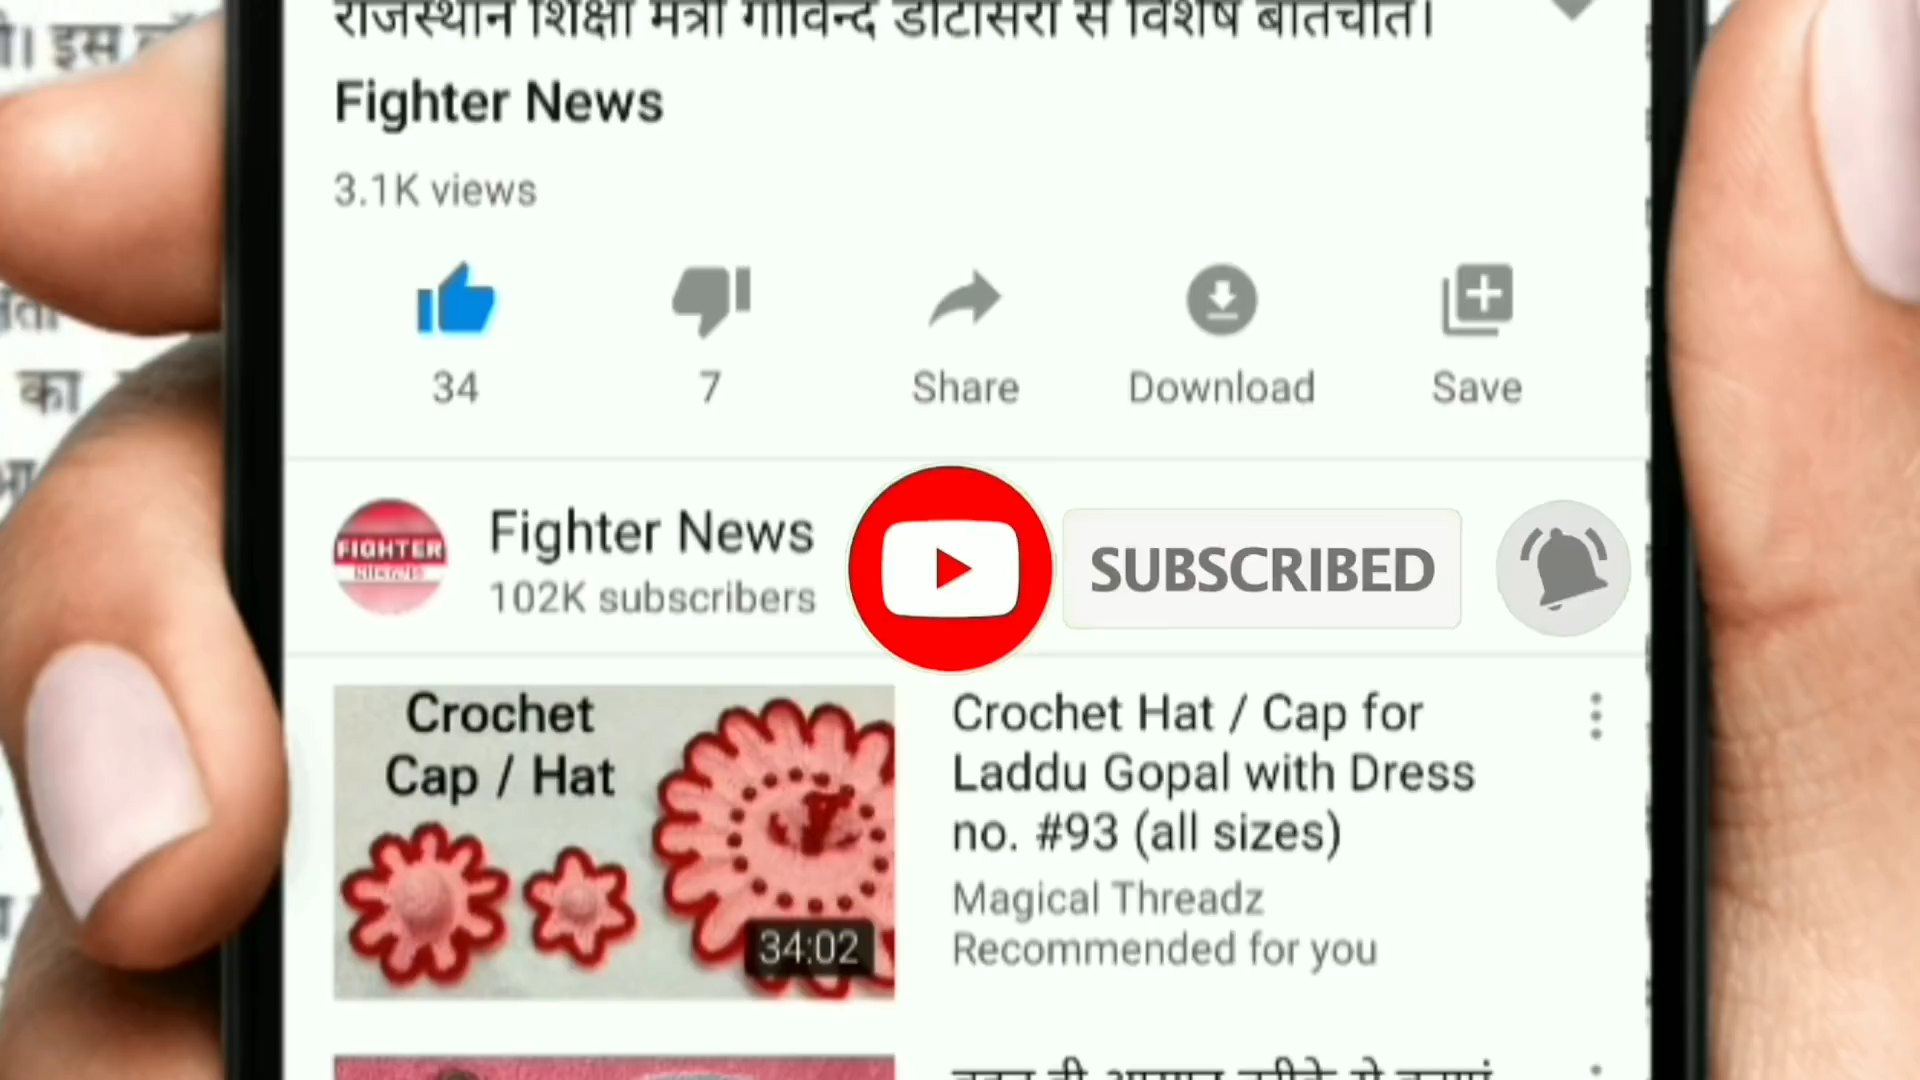 राजस्थान शिक्षा मंत्री गोविन्द डोटासरा से विशेष बातचीत।
Fighter News
3.1K views
34
7
Share
Download
Save
Fighter News
102K subscribers
FIGHTER
SUBSCRIBED
Crochet
Cap / Hat
34:02
Crochet Hat / Cap for
Laddu Gopal with Dress
no. #93 (all sizes)
Magical Threadz
Recommended for you
इस
का